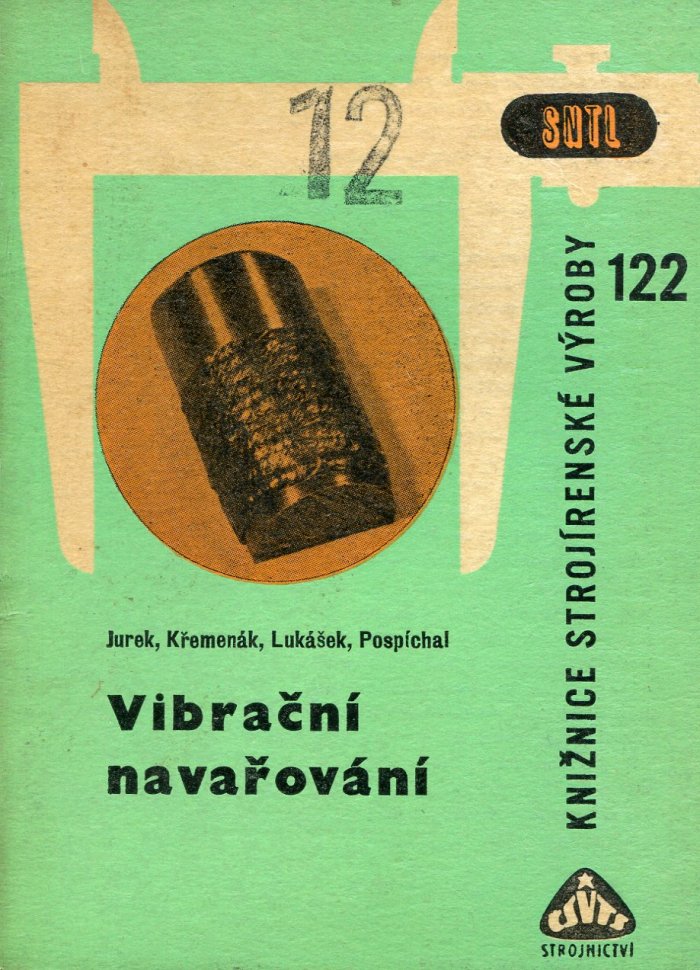 12
SNTL
KNIŽNICE STROJÍRENSKÉ VÝROBY 122
Jurek, Křemenák, Lukášek, Pospíchal
Vibrační
navařování
ČSVTS
STROJNICTVÍ